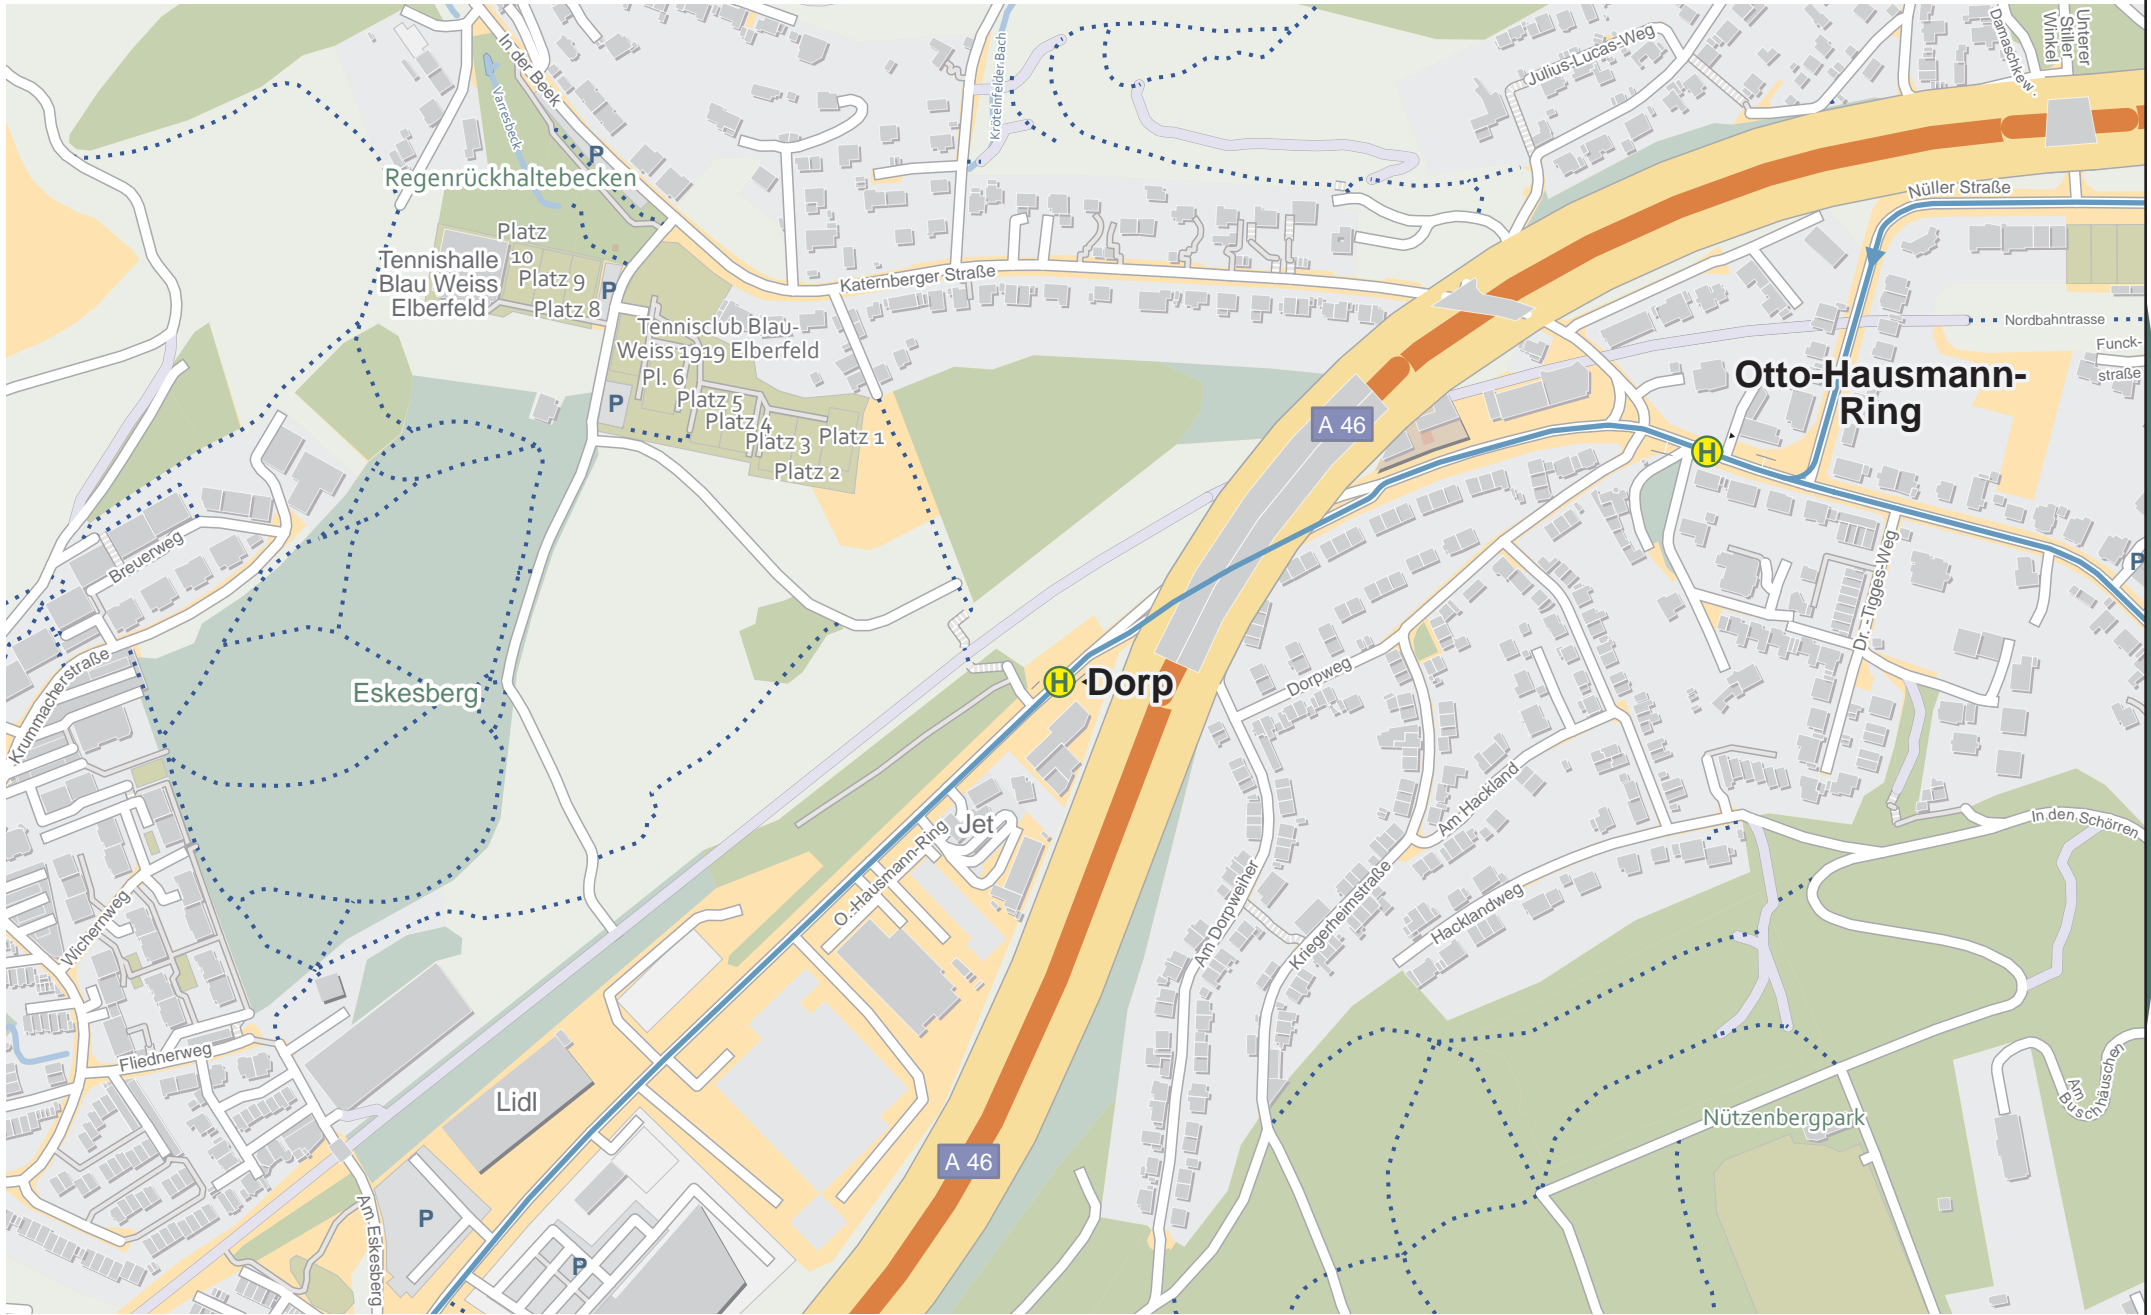 In der Beek
Varresbeck
Krötelnfelder Bach
Julius-Lucas-Weg
Damaschkew.
Unterer
Stiller
Winkel
P
Regenrückhaltebecken
Nüller Straße
Platz
10
Platz 9
Platz 8
Tennishalle
Blau Weiss
Elberfeld
P
Katernberger Straße
Nordbahntrasse
Funck-
straße
Tennisclub Blau-
Weiss 1919 Elberfeld
Pl. 6
Platz 5
Platz 4
Platz 3
Platz 1
Platz 2
P
A 46
Otto-Hausmann-
Ring
H
Breuerweg
P
Dr.-Tigges-Weg
Krummacherstraße
Eskesberg
H
Dorp
Dorpweg
Am Hackland
Jet
O.-Hausmann-Ring
In den Schörren
Am Dorpweiher
Kriegerheimstraße
Hacklandweg
Wichernweg
Fliednerweg
Lidl
Am
Buschhäuschen
Nützenbergpark
A 46
P
Am Eskesberg
P